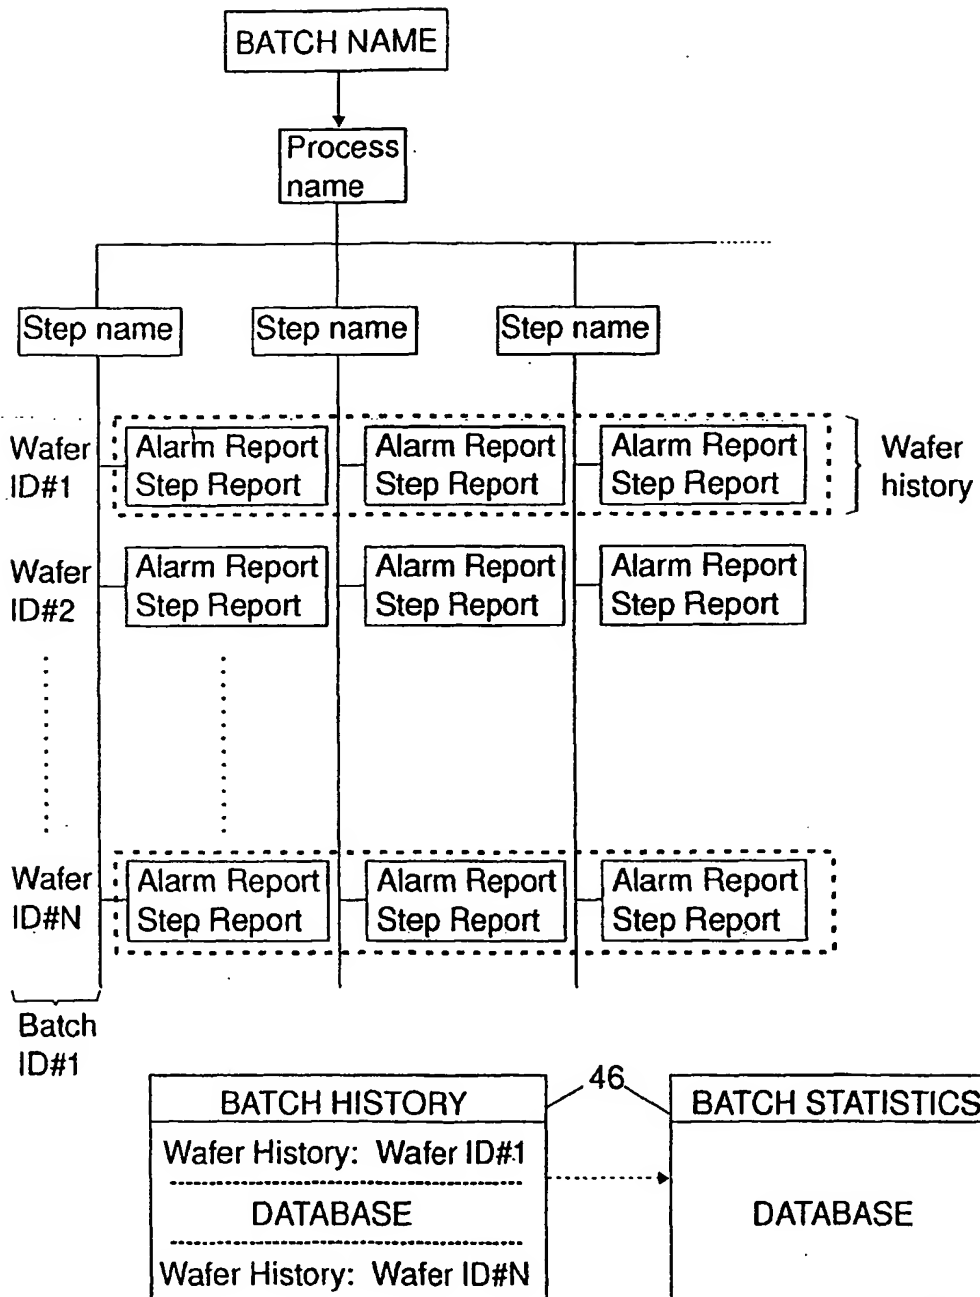 BATCH NAME
Process
name
Step name
Step name
Step name
Wafer
ID#1
Alarm Report
Step Report
Alarm Report
Step Report
Alarm Report
Step Report
Wafer
history
Wafer
ID#2
Alarm Report
Step Report
Alarm Report
Step Report
Alarm Report
Step Report
Wafer
ID#N
Alarm Report
Step Report
Alarm Report
Step Report
Alarm Report
Step Report
Batch
ID#1
46
BATCH HISTORY
Wafer History: Wafer ID#1
DATABASE
Wafer History: Wafer ID#N
BATCH STATISTICS
DATABASE